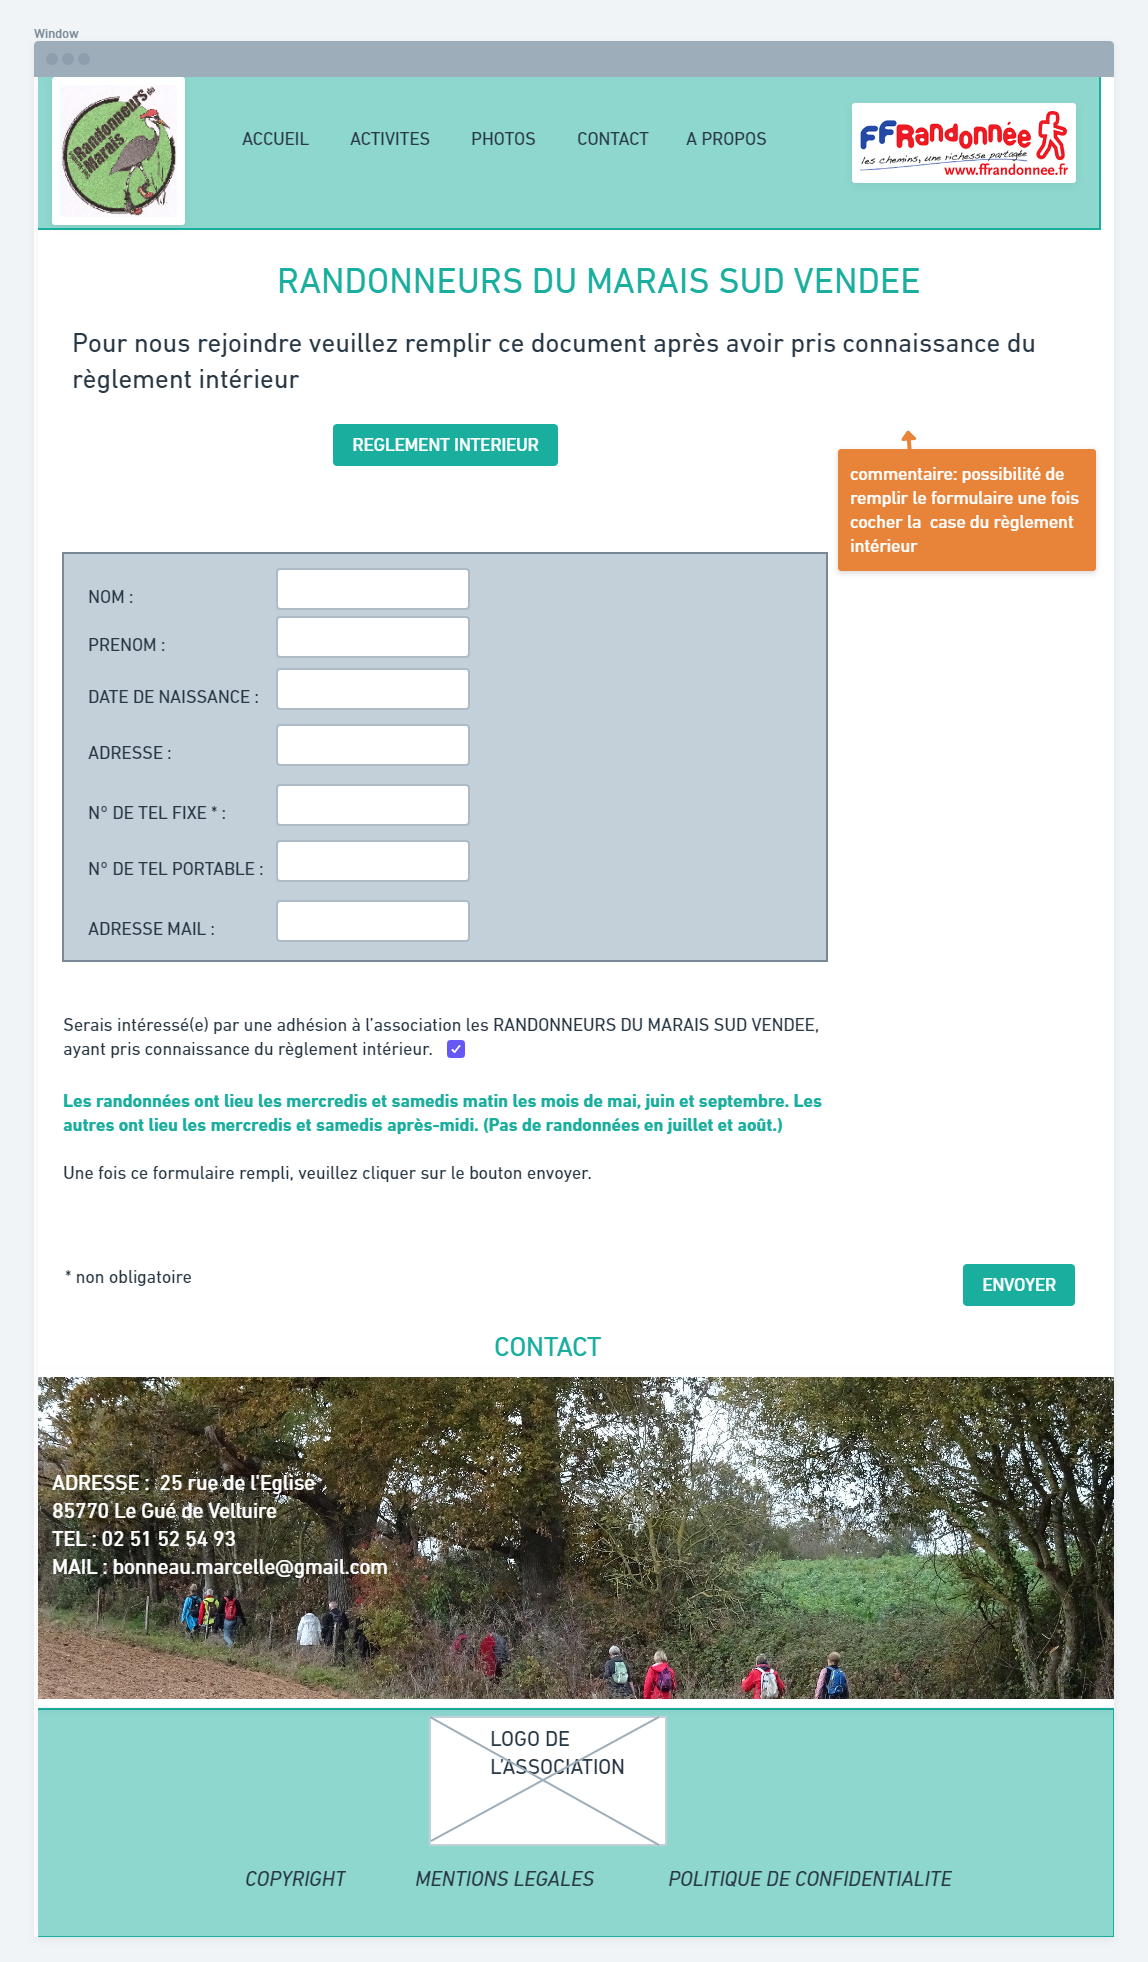 Window
Randonneurs du
Marais
ACCUEIL ACTIVITES PHOTOS CONTACT A PROPOS
FFRandonnée
les chemins, une richesse partagée
www.ffrandonnee.fr
RANDONNEURS DU MARAIS SUD VENDEE
Pour nous rejoindre veuillez remplir ce document après avoir pris connaissance du
règlement intérieur
REGLEMENT INTERIEUR
commentaire: possibilité de
remplir le formulaire une fois
cocher la  case du règlement
intérieur
NOM :
PRENOM :
DATE DE NAISSANCE :
ADRESSE :
N° DE TEL FIXE * :
N° DE TEL PORTABLE :
ADRESSE MAIL :
Serais intéressé(e) par une adhésion à l'association les RANDONNEURS DU MARAIS SUD VENDEE,
ayant pris connaissance du règlement intérieur.
Les randonnées ont lieu les mercredis et samedis matin les mois de mai, juin et septembre. Les
autres ont lieu les mercredis et samedis après-midi. (Pas de randonnées en juillet et août.)
Une fois ce formulaire rempli, veuillez cliquer sur le bouton envoyer.
* non obligatoire
ENVOYER
CONTACT
ADRESSE :  25 rue de l'Eglise
85770 Le Gué de Velluire
TEL : 02 51 52 54 93
MAIL : bonneau.marcelle@gmail.com
LOGO DE
L'ASSOCIATION
COPYRIGHT MENTIONS LEGALES POLITIQUE DE CONFIDENTIALITE